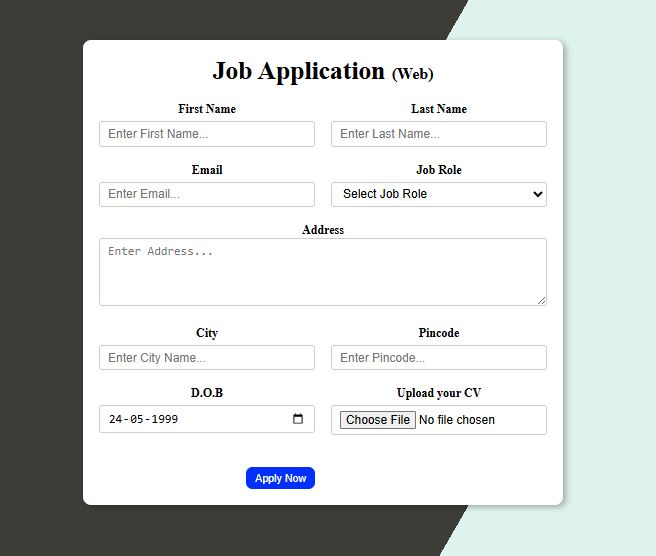 Job Application (Web)
First Name Last Name
Enter First Name... Enter Last Name...
Email Job Role
Enter Email... Select Job Role
Address
Enter Address...
City Pincode
Enter City Name... Enter Pincode...
D.O.B Upload your CV
24-05-1999 Choose File No file chosen
Apply Now